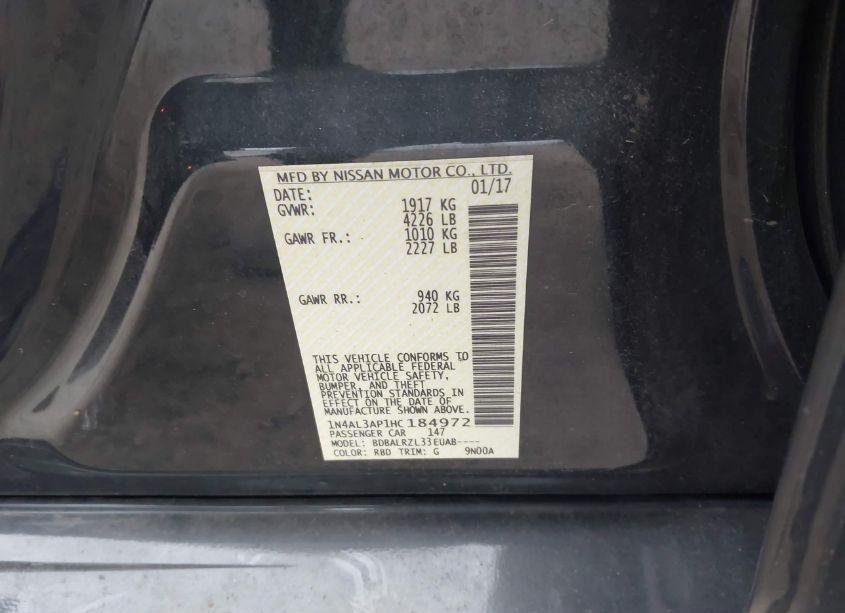 MFD BY NISSAN MOTOR CO., LTD.
DATE: 01/17
GVWR: 1917 KG
4226 LB
GAWR FR.: 1010 KG
2227 LB
GAWR RR.: 940 KG
2072 LB
THIS VEHICLE CONFORMS TO
ALL APPLICABLE FEDERAL
MOTOR VEHICLE SAFETY,
BUMPER, AND THEFT
PREVENTION STANDARDS IN
EFFECT ON THE DATE OF
MANUFACTURE SHOWN ABOVE.
1N4AL3AP1HC 184972
PASSENGER CAR 147
MODEL: BDBALRZL33EUAB----
COLOR: RBD TRIM: G 9N00A